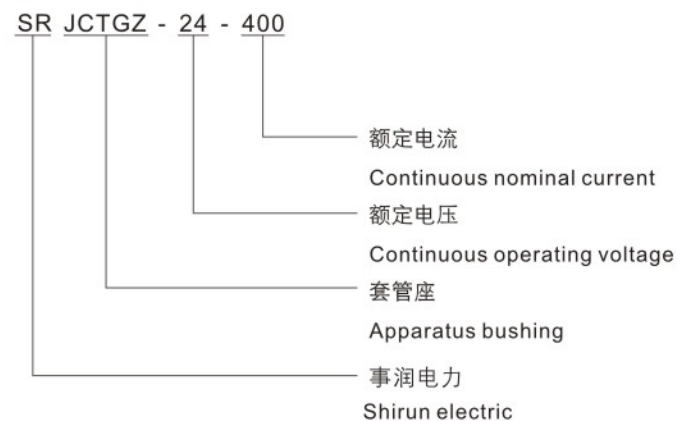 SR JCTGZ - 24 - 400
额定电流
Continuous nominal current
额定电压
Continuous operating voltage
套管座
Apparatus bushing
事润电力
Shirun electric